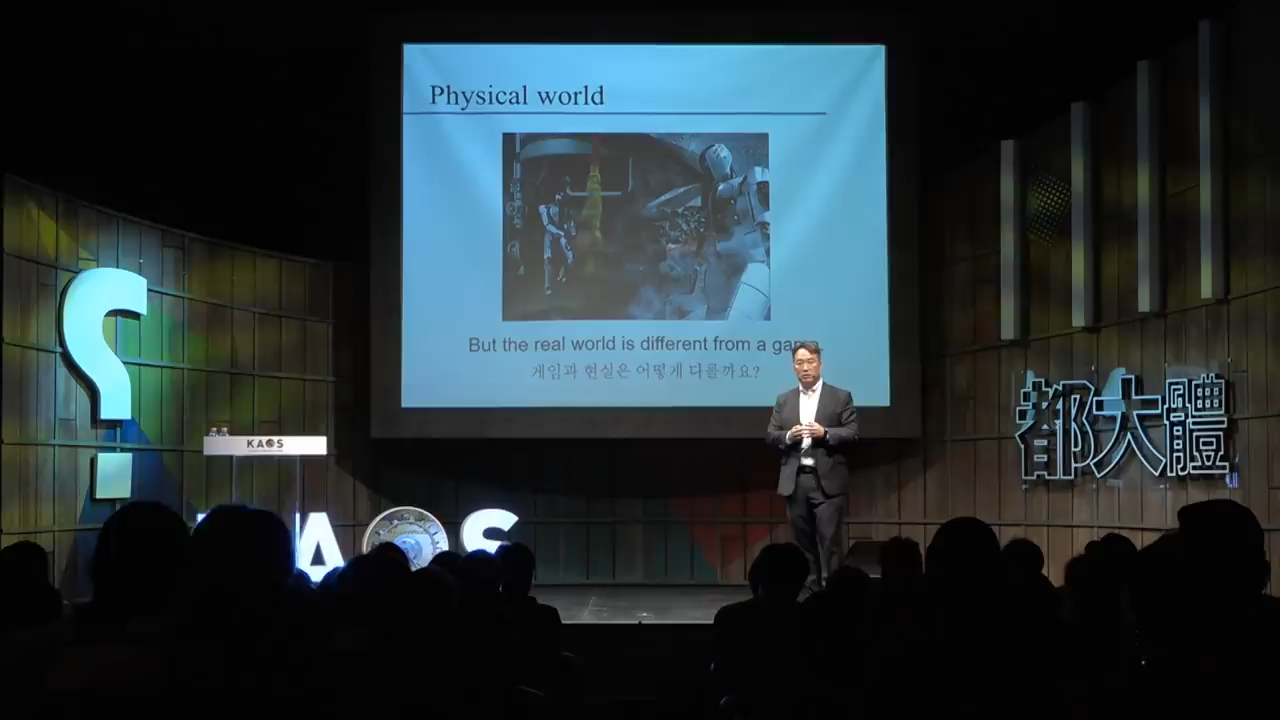 Physical world
But the real world is different from a
게임과 현실은 어떻게 다를까요?
?
KAOS
AOS
都大體